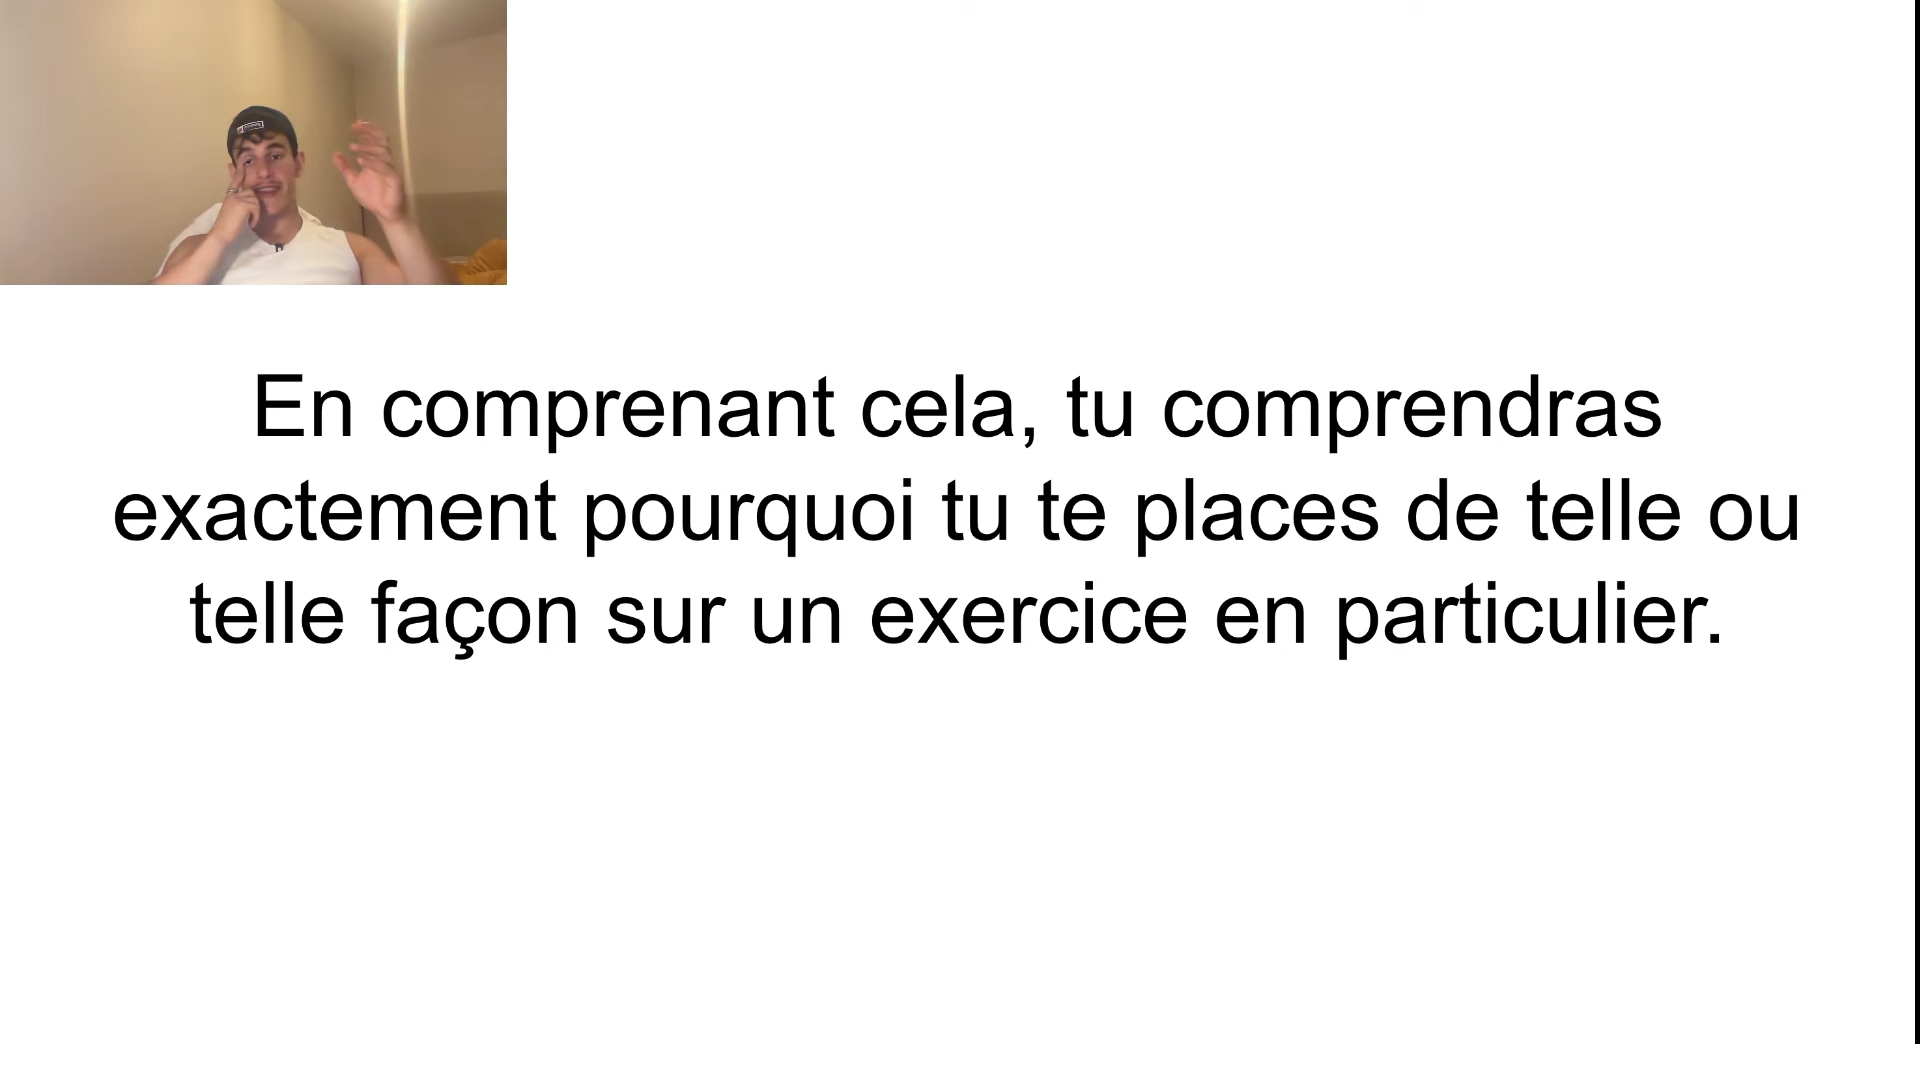 En comprenant cela, tu comprendras
exactement pourquoi tu te places de telle ou
telle façon sur un exercice en particulier.